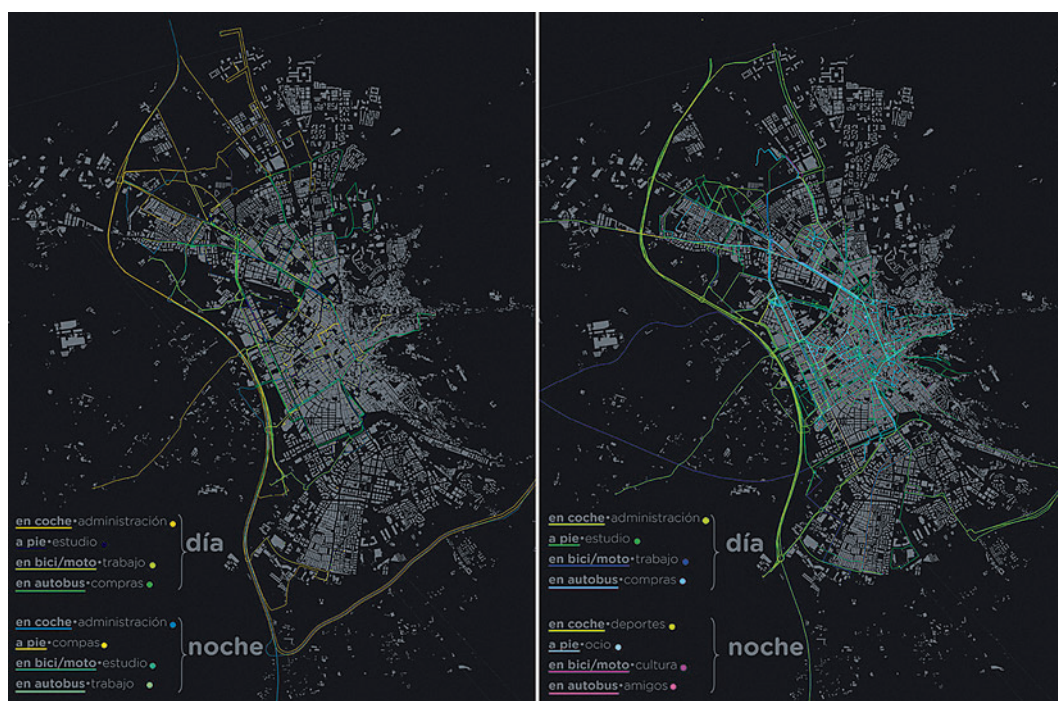 en coche•administración
a pie•estudio
en bici/moto•trabajo
en autobus•compras
día
en coche•administración
a pie•compas
en bici/moto•estudio
en autobus•trabajo
noche
en coche•administración
a pie•estudio
en bici/moto•trabajo
en autobus•compras
día
en coche•deportes
a pie•ocio
en bici/moto•cultura
en autobus•amigos
noche